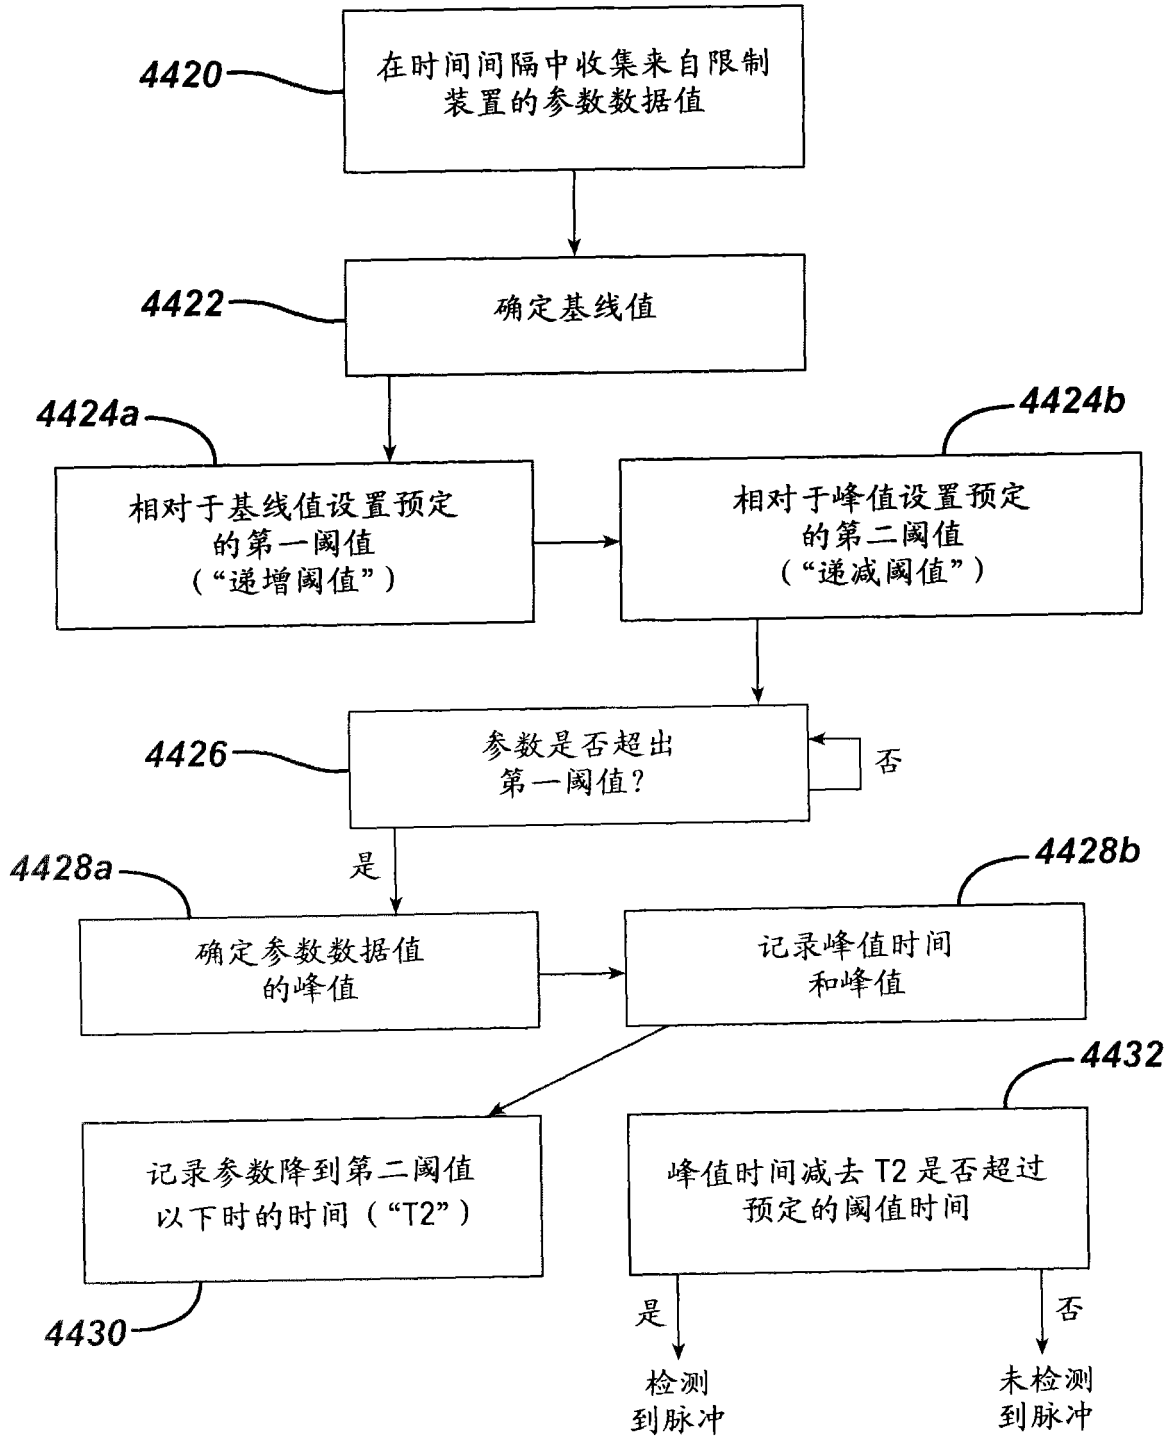 4420
在时间间隔中收集来自限制
装置的参数数据值
4422
确定基线值
4424a
4424b
相对于基线值设置预定
的第一阈值
(“递增阈值”)
相对于峰值设置预定
的第二阈值
(“递减阈值”)
4426
参数是否超出
第一阈值?
否
是
4428a
4428b
确定参数数据值
的峰值
记录峰值时间
和峰值
4432
记录参数降到第二阈值
以下时的时间(“T2”)
峰值时间减去 T2 是否超过
预定的阈值时间
4430
是
否
检测
到脉冲
未检测
到脉冲